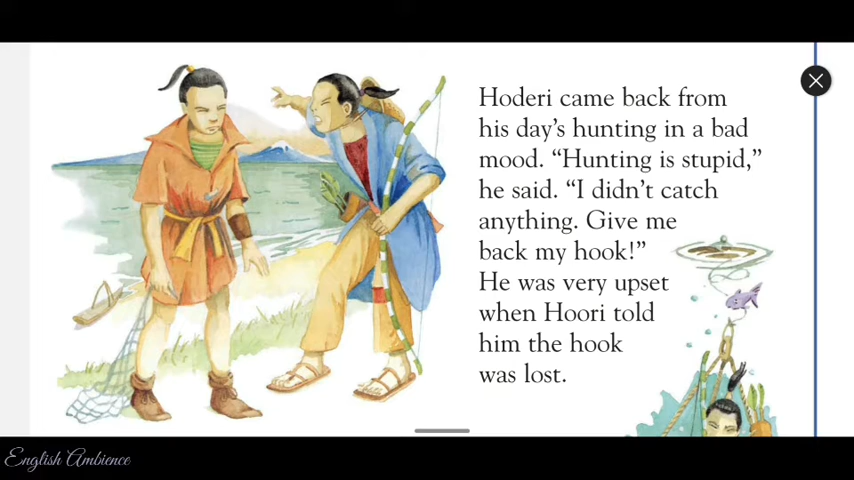 Hoderi came back from
his day’s hunting in a bad
mood. “Hunting is stupid,”
he said. “I didn’t catch
anything. Give me
back my hook!”
He was very upset
when Hoori told
him the hook
was lost.
English Ambience